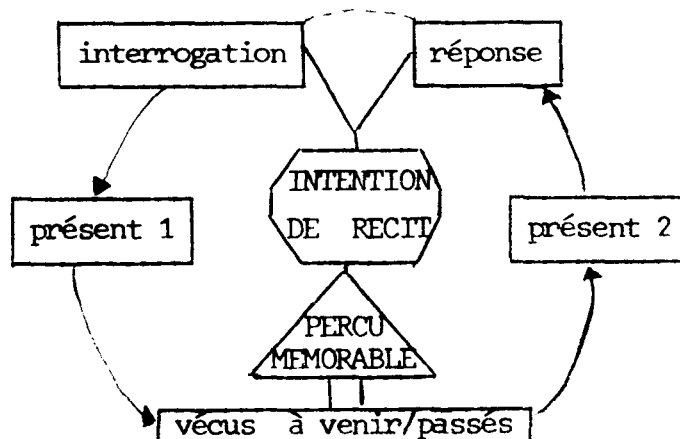 interrogation
réponse
INTENTION
DE RECIT
présent 1
présent 2
PERCU
MEMORABLE
vécus à venir/passés